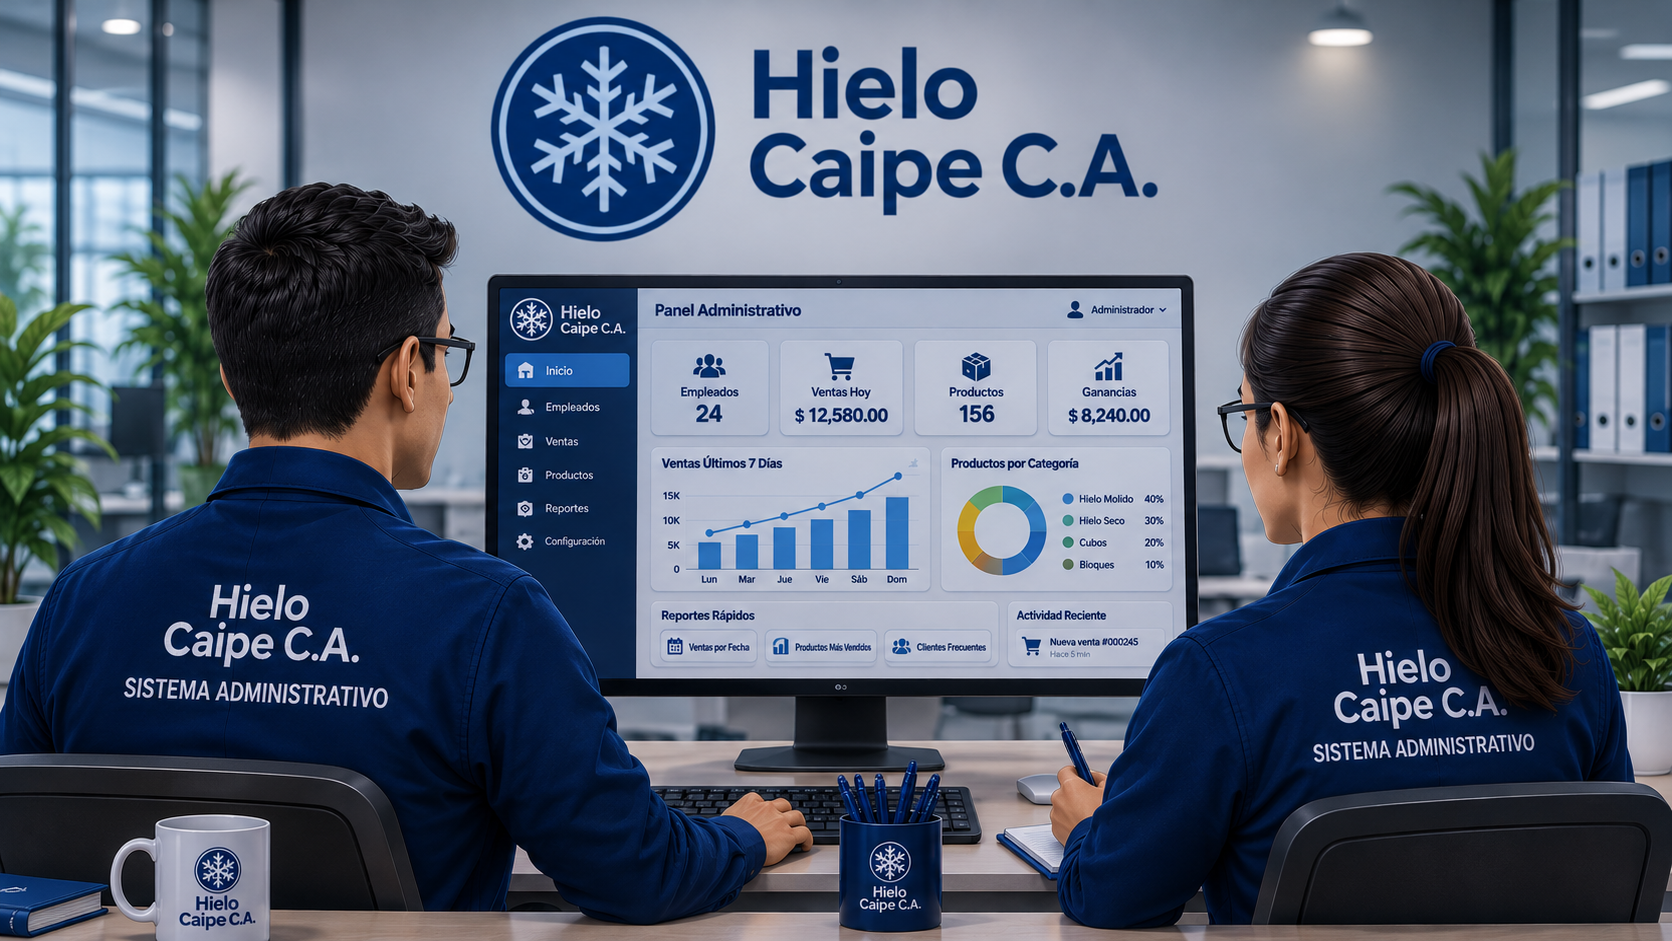 Hielo
Caipe C.A.
Hielo
Caipe C.A.
Inicio
Empleados
Ventas
Productos
Reportes
Configuración
Panel Administrativo
Administrador
Empleados
24
Ventas Hoy
$ 12,580.00
Productos
156
Ganancias
$ 8,240.00
Ventas Últimos 7 Días
15K
10K
5K
0
Lun Mar Jue Vie Sáb Dom
Productos por Categoría
Hielo Molido 40%
Hielo Seco 30%
Cubos 20%
Bloques 10%
Reportes Rápidos
Ventas por Fecha
Productos Más
Clientes Frecuentes
Actividad Reciente
Nueva venta #000245
Hace 5 min
Hielo
Caipe C.A.
SISTEMA ADMINISTRATIVO
Hielo
Caipe C.A.
SISTEMA ADMINISTRATIVO
Hielo
Caipe C.A.
Hielo
Caipe C.A.